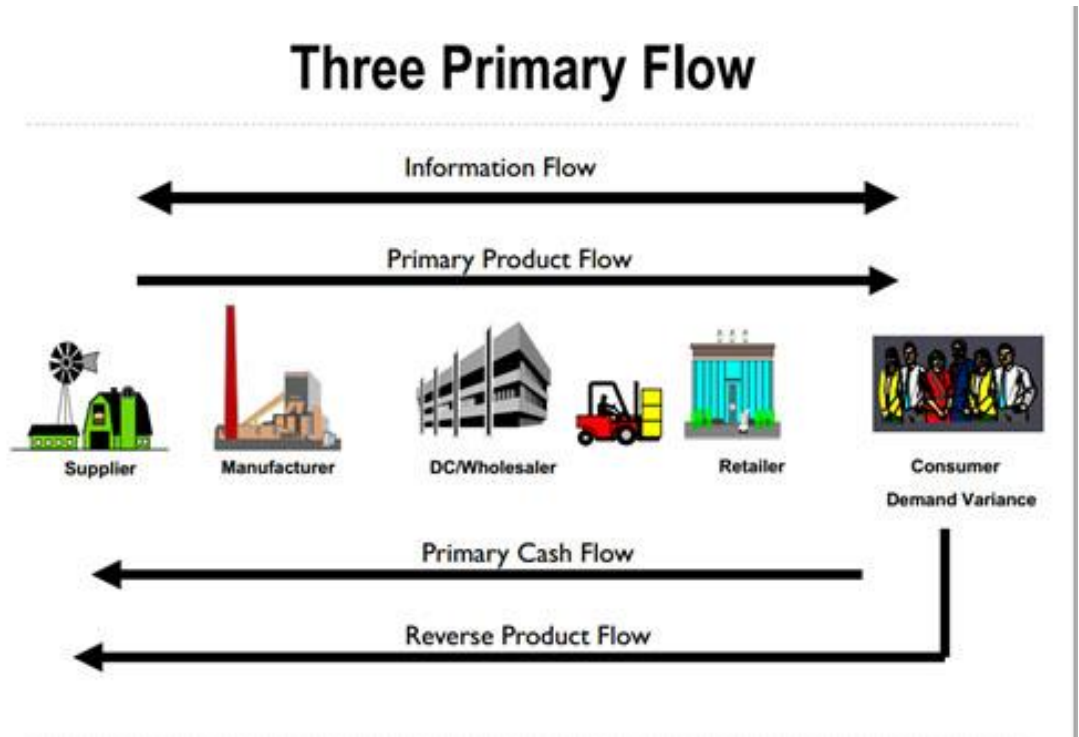 Three Primary Flow
Information Flow
Primary Product Flow
Supplier
Manufacturer
DC/Wholesaler
Retailer
Consumer
Demand Variance
Primary Cash Flow
Reverse Product Flow